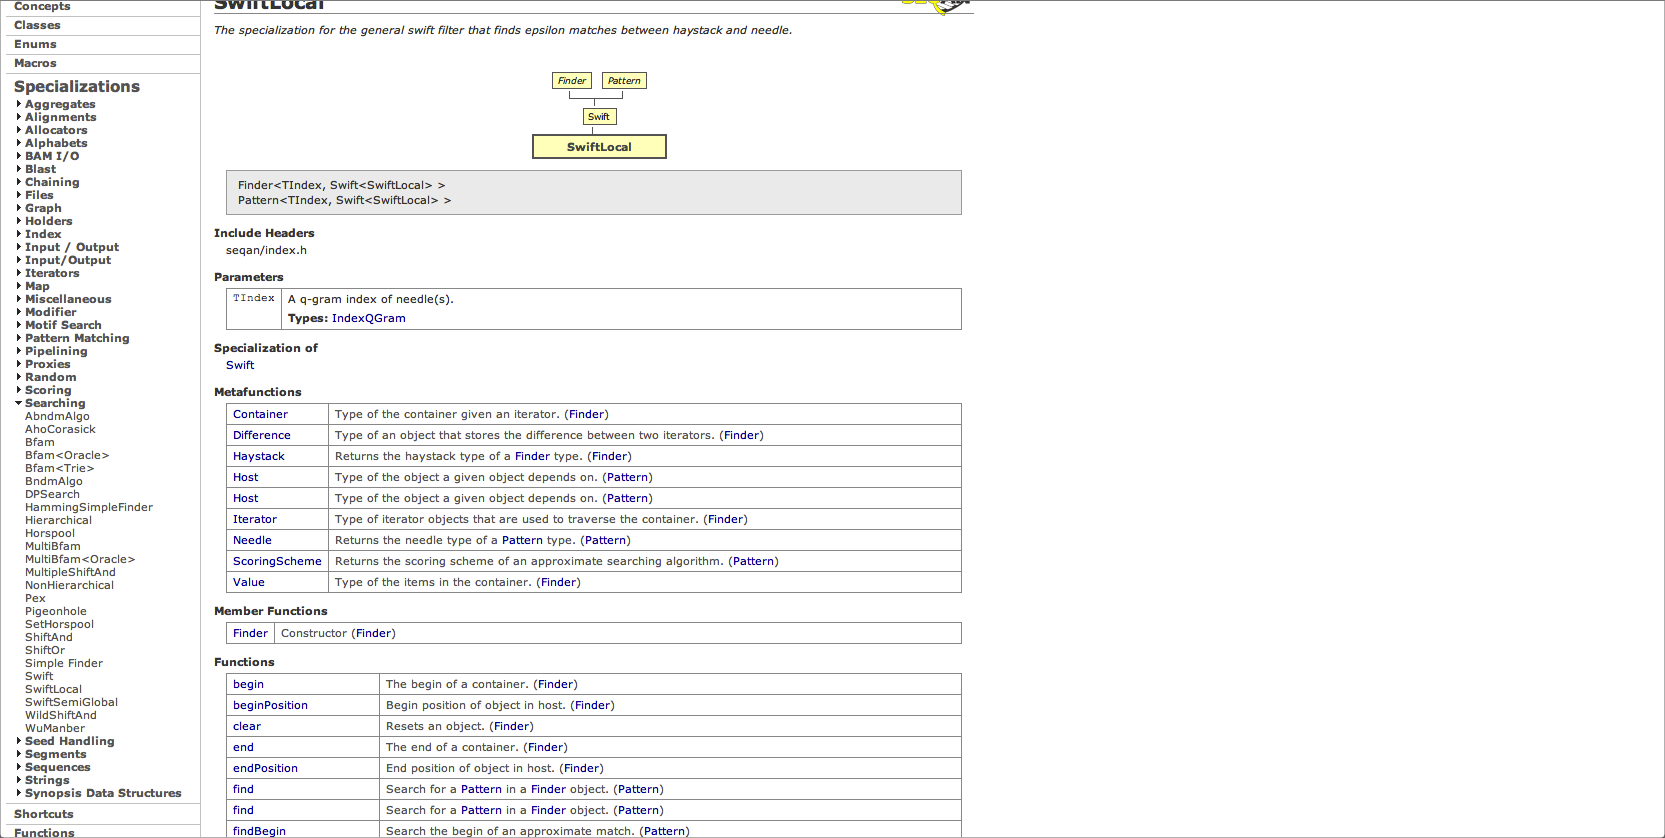 Concepts
Classes
Enums
Macros
Specializations
Aggregates
Alignments
Allocators
Alphabets
BAM I/O
Blast
Chaining
Files
Graph
Holders
Index
Input / Output
Input/Output
Iterators
Map
Miscellaneous
Modifier
Motif Search
Pattern Matching
Pipelining
Proxies
Random
Scoring
Searching
AbndmAlgo
AhoCorasick
Bfam
Bfam<Oracle>
Bfam<Trie>
BndmAlgo
DPSearch
HammingSimpleFinder
Hierarchical
Horspool
MultiBfam
MultiBfam<Oracle>
MultipleShiftAnd
NonHierarchical
Pex
Pigeonhole
SetHorspool
ShiftAnd
ShiftOr
Simple Finder
Swift
SwiftLocal
SwiftSemiGlobal
WildShiftAnd
WuManber
Seed Handling
Segments
Sequences
Strings
Synopsis Data Structures
Shortcuts
Functions
SwiftLocal
The specialization for the general swift filter that finds epsilon matches between haystack and needle.
Finder Pattern
Swift
SwiftLocal
Finder<TIndex, Swift<SwiftLocal> >
Pattern<TIndex, Swift<SwiftLocal> >
Include Headers
seqan/index.h
Parameters
TIndex A q-gram index of needle(s).
Types: IndexQGram
Specialization of
Swift
Metafunctions
Container Type of the container given an iterator. (Finder)
Difference Type of an object that stores the difference between two iterators. (Finder)
Haystack Returns the haystack type of a Finder type. (Finder)
Host Type of the object a given object depends on. (Pattern)
Host Type of the object a given object depends on. (Pattern)
Iterator Type of iterator objects that are used to traverse the container. (Finder)
Needle Returns the needle type of a Pattern type. (Pattern)
ScoringScheme Returns the scoring scheme of an approximate searching algorithm. (Pattern)
Value Type of the items in the container. (Finder)
Member Functions
Finder Constructor (Finder)
Functions
begin The begin of a container. (Finder)
beginPosition Begin position of object in host. (Finder)
clear Resets an object. (Finder)
end The end of a container. (Finder)
endPosition End position of object in host. (Finder)
find Search for a Pattern in a Finder object. (Pattern)
find Search for a Pattern in a Finder object. (Pattern)
findBegin Search the begin of an approximate match. (Pattern)